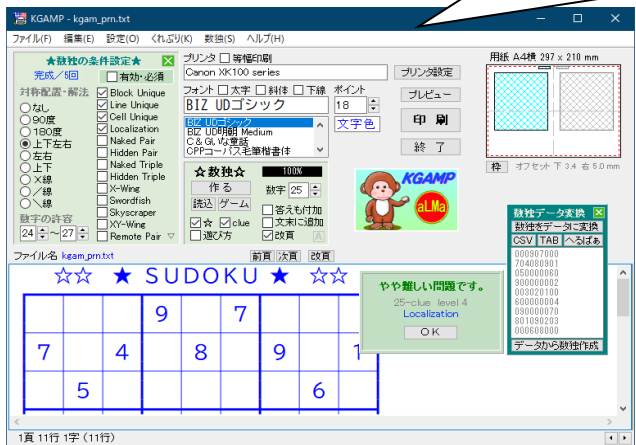 KGAMP - kgam_prn.txt
ファイル(F) 編集(E) 設定(O) くれぷり(K) 数独(S) ヘルプ(H)
★数独の条件設定★
完成/5回
有効・必須
対称配置・解法
なし
90度
180度
上下左右
左右
上下
X線
/線
\線
数字の許容
24 ~ 27
Block Unique
Line Unique
Cell Unique
Localization
Naked Pair
Hidden Pair
Naked Triple
Hidden Triple
X-Wing
Swordfish
Skyscraper
XY-Wing
Remote Pair ▽
プリンタ 等幅印刷
Canon XK100 series
フォント 太字 斜体 下線 ポイント
BIZ UDゴシック
18
文字色
BIZ UDゴシック
BIZ UD明朝 Medium
C&G流童話
CPPコーパス毛筆楷書体
☆数独☆
100%
作る
数字 25
読込 ゲーム
答えも付加
☆ clue
文末に追加
遊び方
改頁
A
プリンタ設定
プレビュー
印 刷
終 了
用紙 A4横 297 x 210 mm
枠 オフセット 下 3.4 右 5.0 mm
KGAMP
aLMa
数独データ変換
数独をデータに変換
CSV TAB へるぱぁ
000907000
704080901
050000060
900000002
003020100
800000004
090000070
801090203
000608000
データから数独作成
ファイル名 kgam_prn.txt
前頁 次頁 改頁
☆☆ ★ SUDOKU ★ ☆☆
9 7
7 4 8 9 1
5 6
やや難しい問題です。
25-clue level 4
Localization
OK
1頁 11行 1字 (11行)